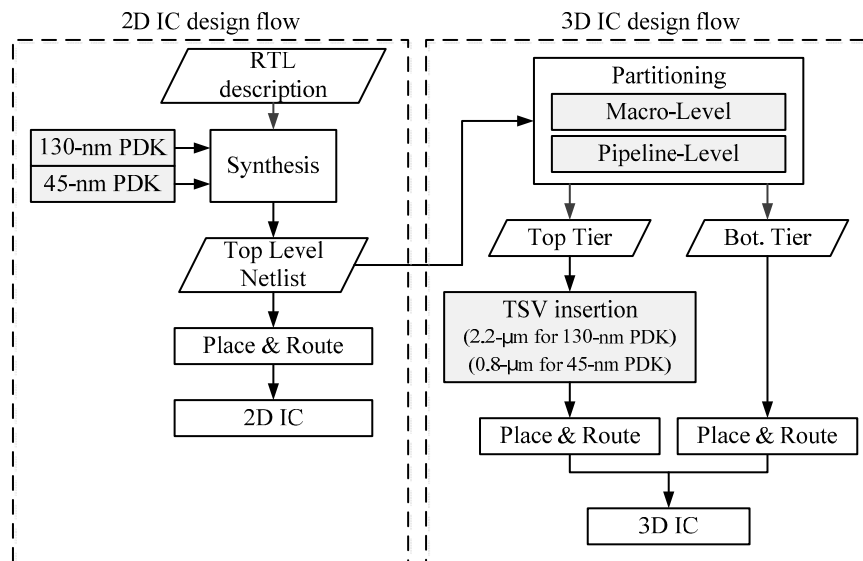 2D IC design flow
RTL
description
130-nm PDK
45-nm PDK
Synthesis
Top Level
Netlist
Place & Route
2D IC
3D IC design flow
Partitioning
Macro-Level
Pipeline-Level
Top Tier
Bot. Tier
TSV insertion
(2.2-μm for 130-nm PDK)
(0.8-μm for 45-nm PDK)
Place & Route
Place & Route
3D IC